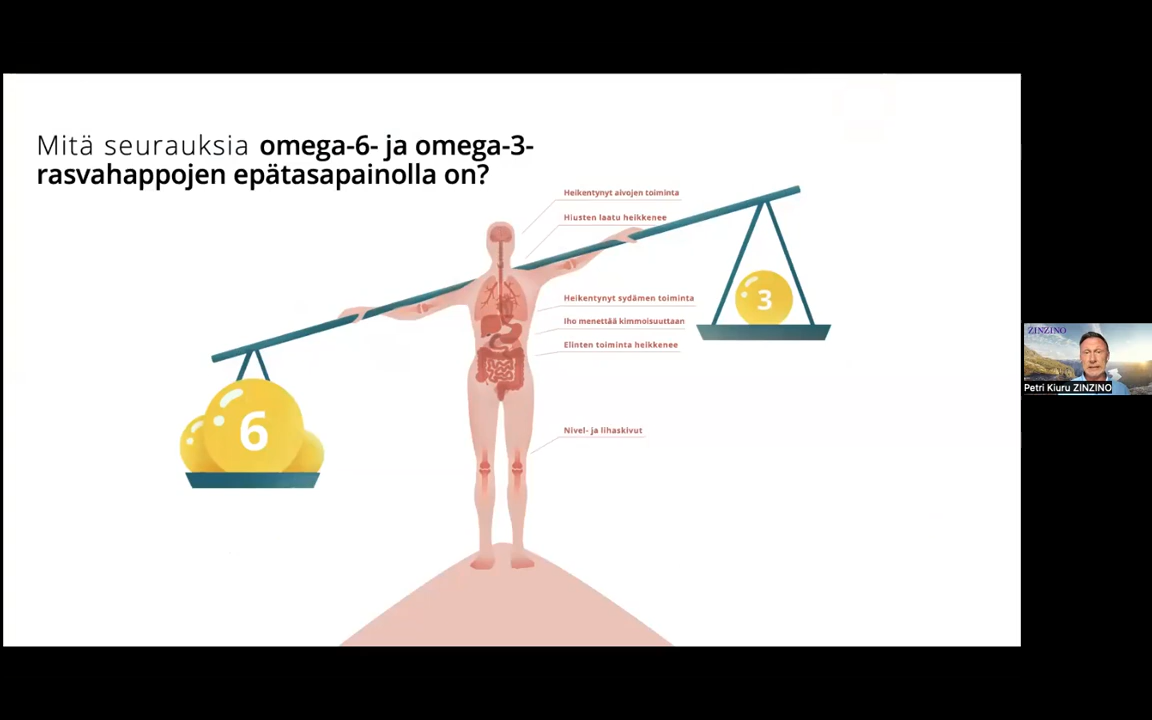 Mitä seurauksia omega-6- ja omega-3-
rasvahappojen epätasapainolla on?
Heikentynyt aivojen toiminta
Hiusten laatu heikkenee
Heikentynyt sydämen toiminta
Iho menettää kimmoisuuttaan
Elinten toiminta heikkenee
Nivel- ja lihaskivut
3
6
ZINZINO
Petri Kiuru ZINZINO